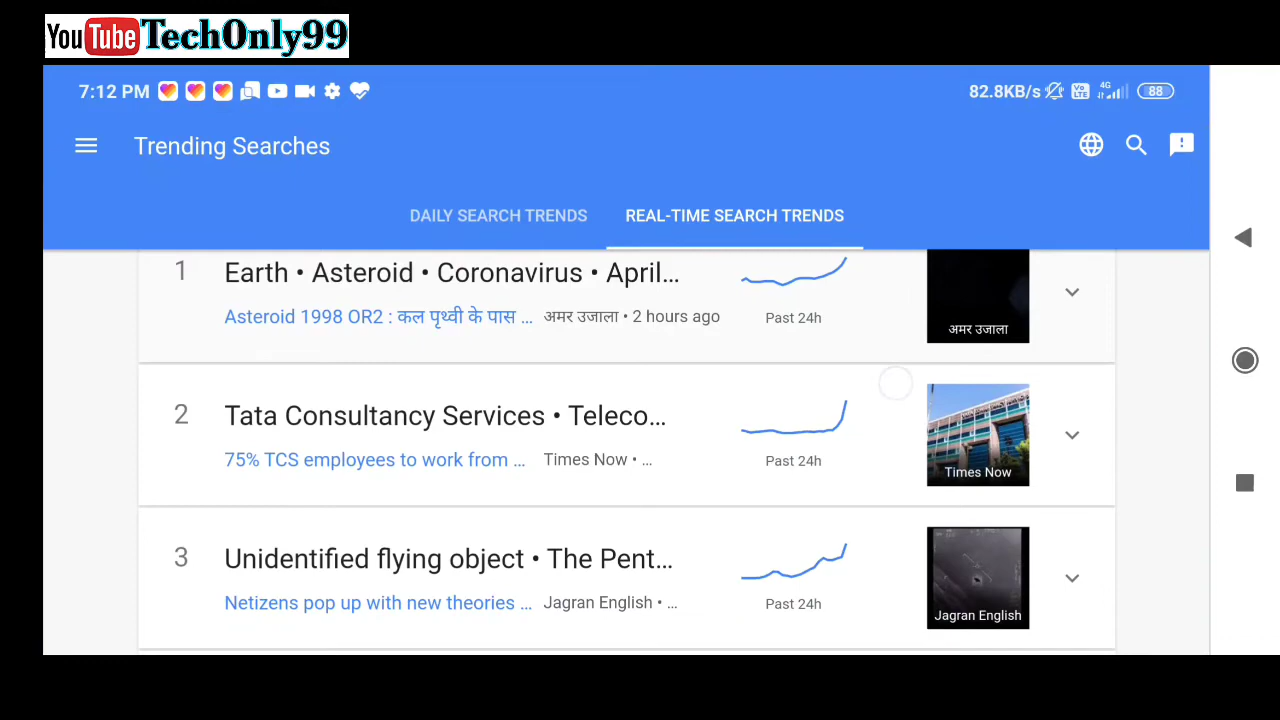 YouTube TechOnly99
7:12 PM 82.8KB/s Vo LTE 4G 88
Trending Searches
DAILY SEARCH TRENDS REAL-TIME SEARCH TRENDS
1 Earth • Asteroid • Coronavirus • April...
Asteroid 1998 OR2 : कल पृथ्वी के पास ... अमर उजाला • 2 hours ago Past 24h
अमर उजाला
2 Tata Consultancy Services • Teleco...
75% TCS employees to work from ... Times Now • ... Past 24h
Times Now
3 Unidentified flying object • The Pent...
Netizens pop up with new theories ... Jagran English • ... Past 24h
Jagran English